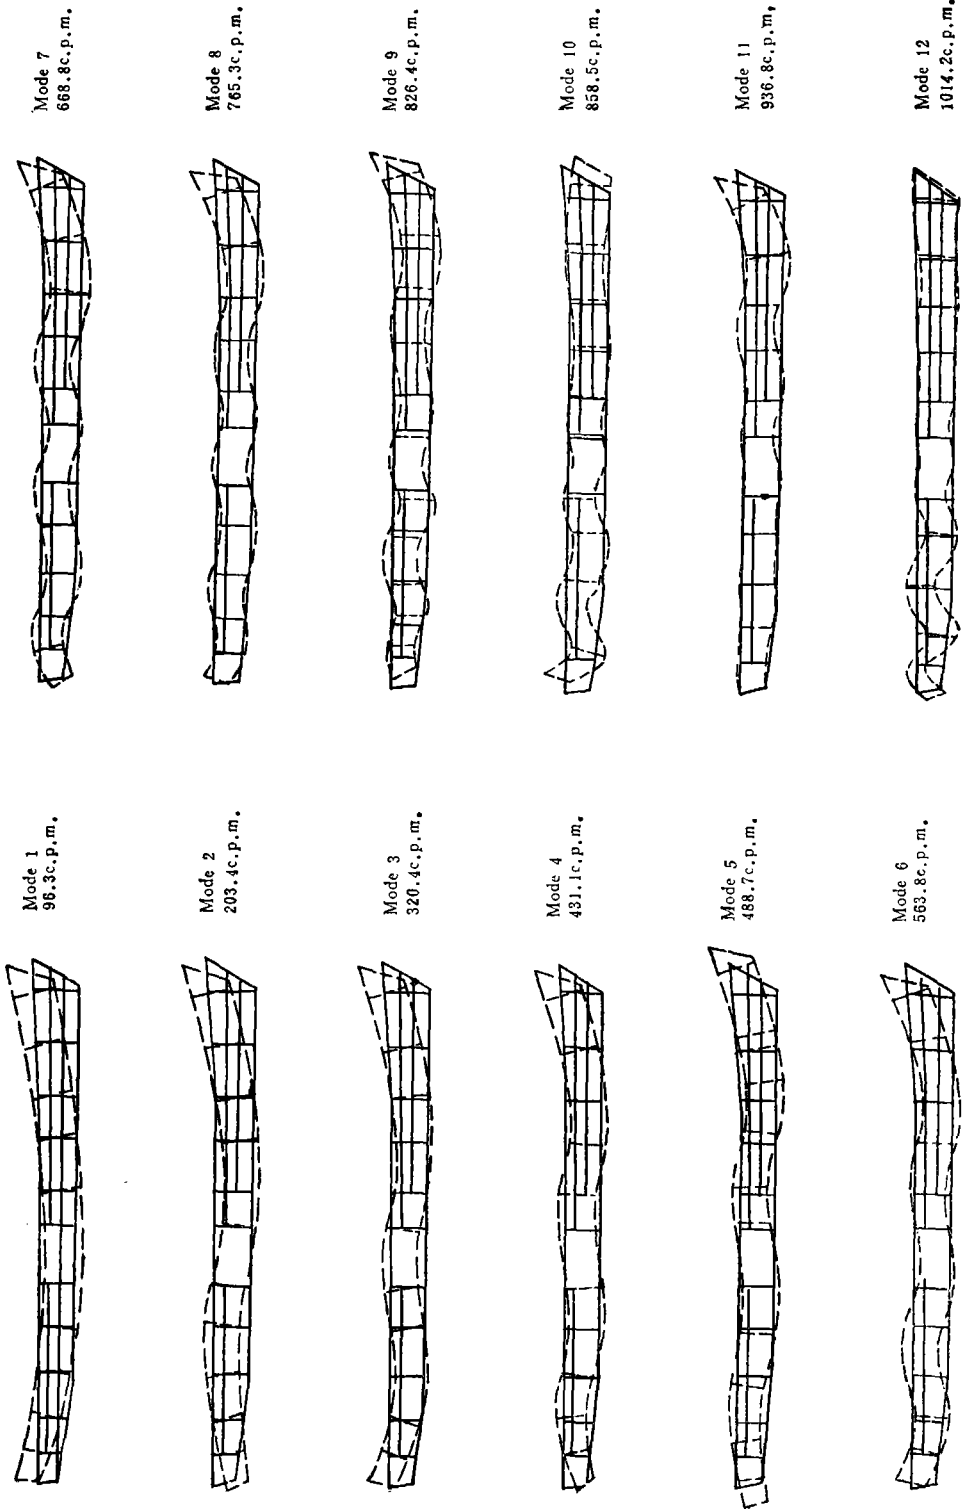 Mode 7
668.8c.p.m.
Mode 8
765.3c.p.m.
Mode 9
826.4c.p.m.
Mode 10
858.5c.p.m.
Mode 11
936.8c.p.m,
Mode 12
1014.2c.p.m.
Mode 1
96.3c.p.m.
Mode 2
203.4c.p.m.
Mode 3
320.4c.p.m.
Mode 4
431.1c.p.m.
Mode 5
488.7c.p.m.
Mode 6
563.8c.p.m.